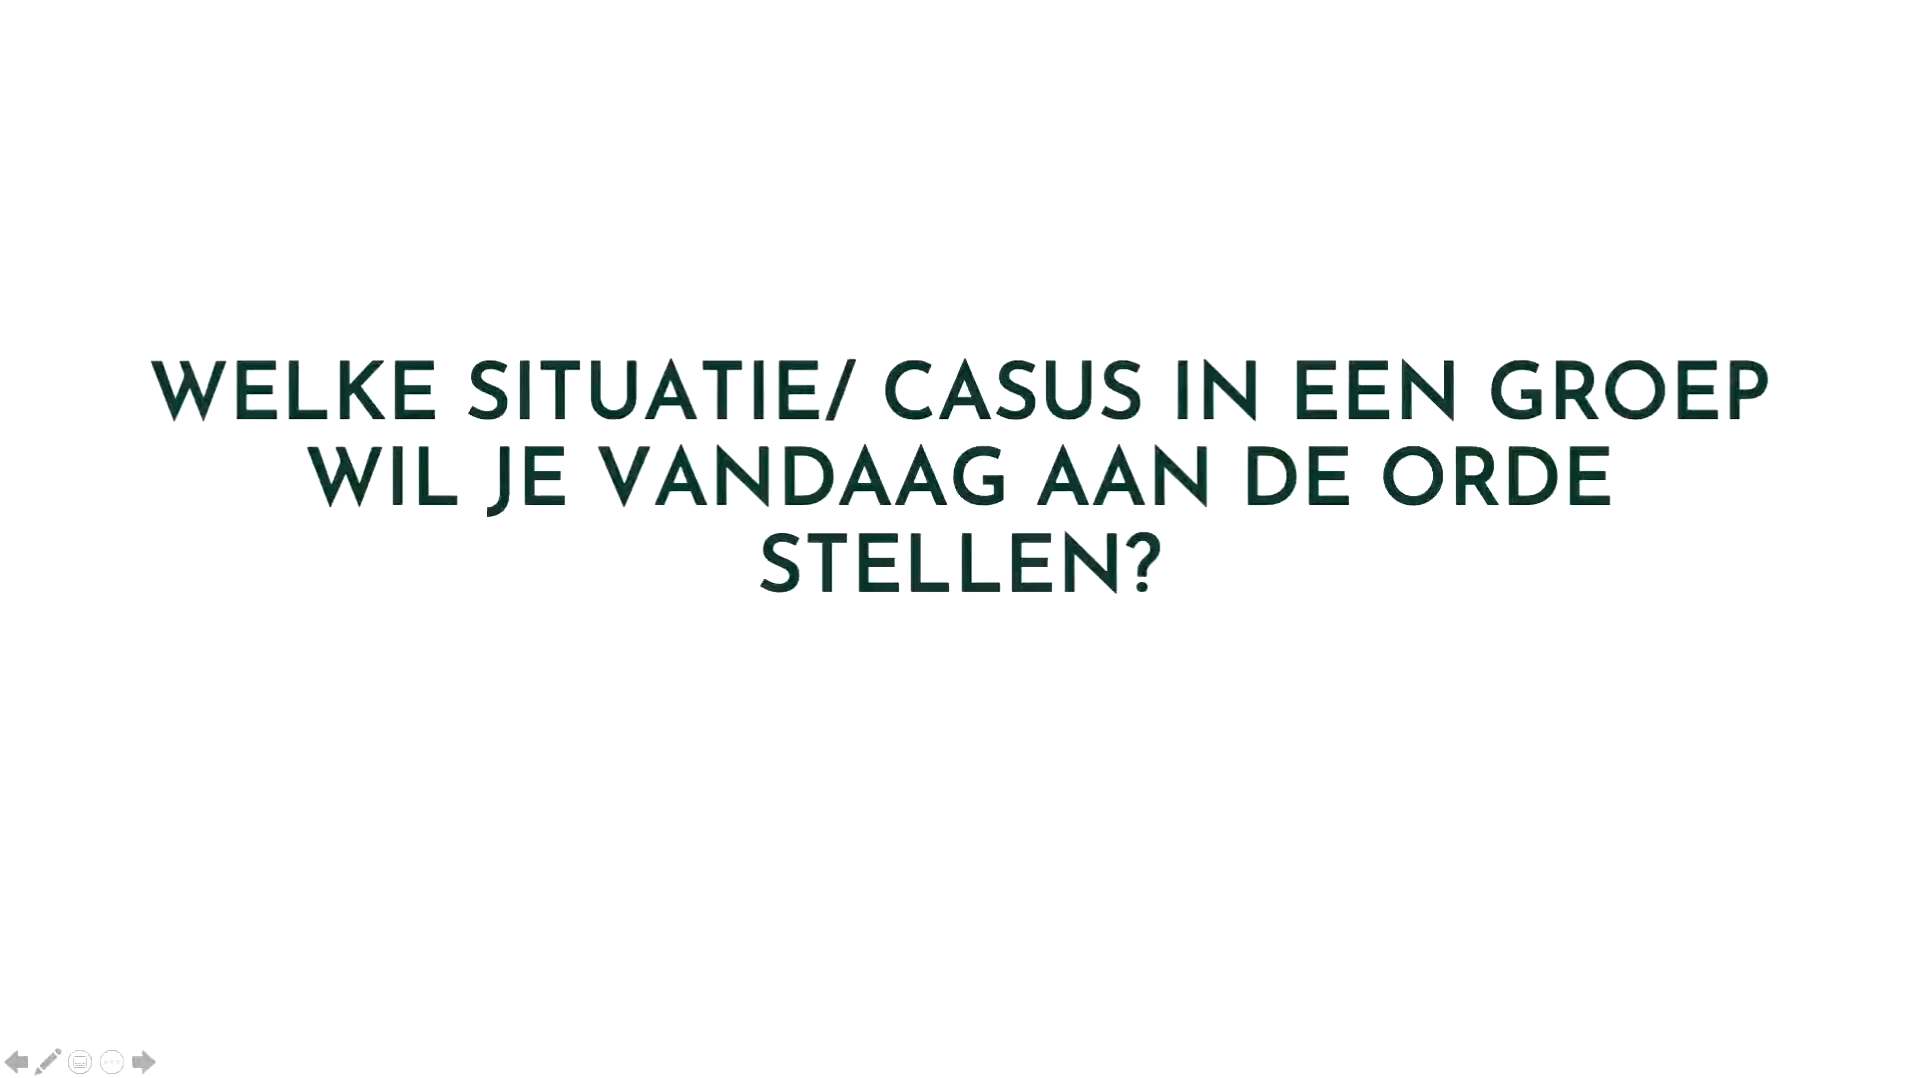 WELKE SITUATIE/ CASUS IN EEN GROEP
WIL JE VANDAAG AAN DE ORDE
STELLEN?